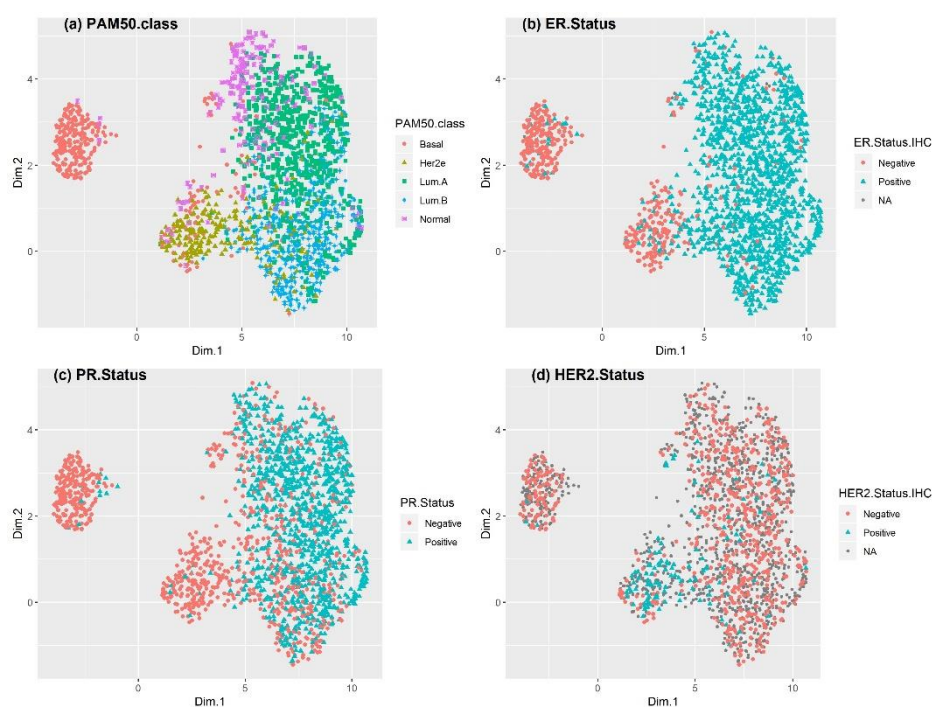 (a) PAM50.class
4
2
0
0
5
10
Dim.2
Dim.1
PAM50.class
Basal
Her2e
Lum.A
Lum.B
Normal
(b) ER.Status
4
2
0
0
5
10
Dim.2
Dim.1
ER.Status.IHC
Negative
Positive
NA
(c) PR.Status
4
2
0
0
5
10
Dim.2
Dim.1
PR.Status
Negative
Positive
(d) HER2.Status
4
2
0
0
5
10
Dim.2
Dim.1
HER2.Status.IHC
Negative
Positive
NA